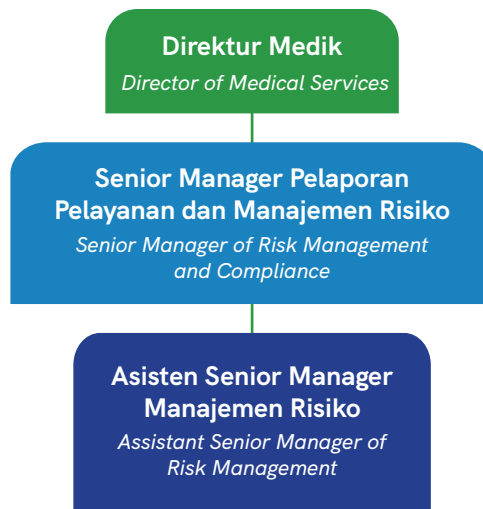 Direktur Medik
Director of Medical Services
Senior Manager Pelaporan
Pelayanan dan Manajemen Risiko
Senior Manager of Risk Management
and Compliance
Asisten Senior Manager
Manajemen Risiko
Assistant Senior Manager of
Risk Management